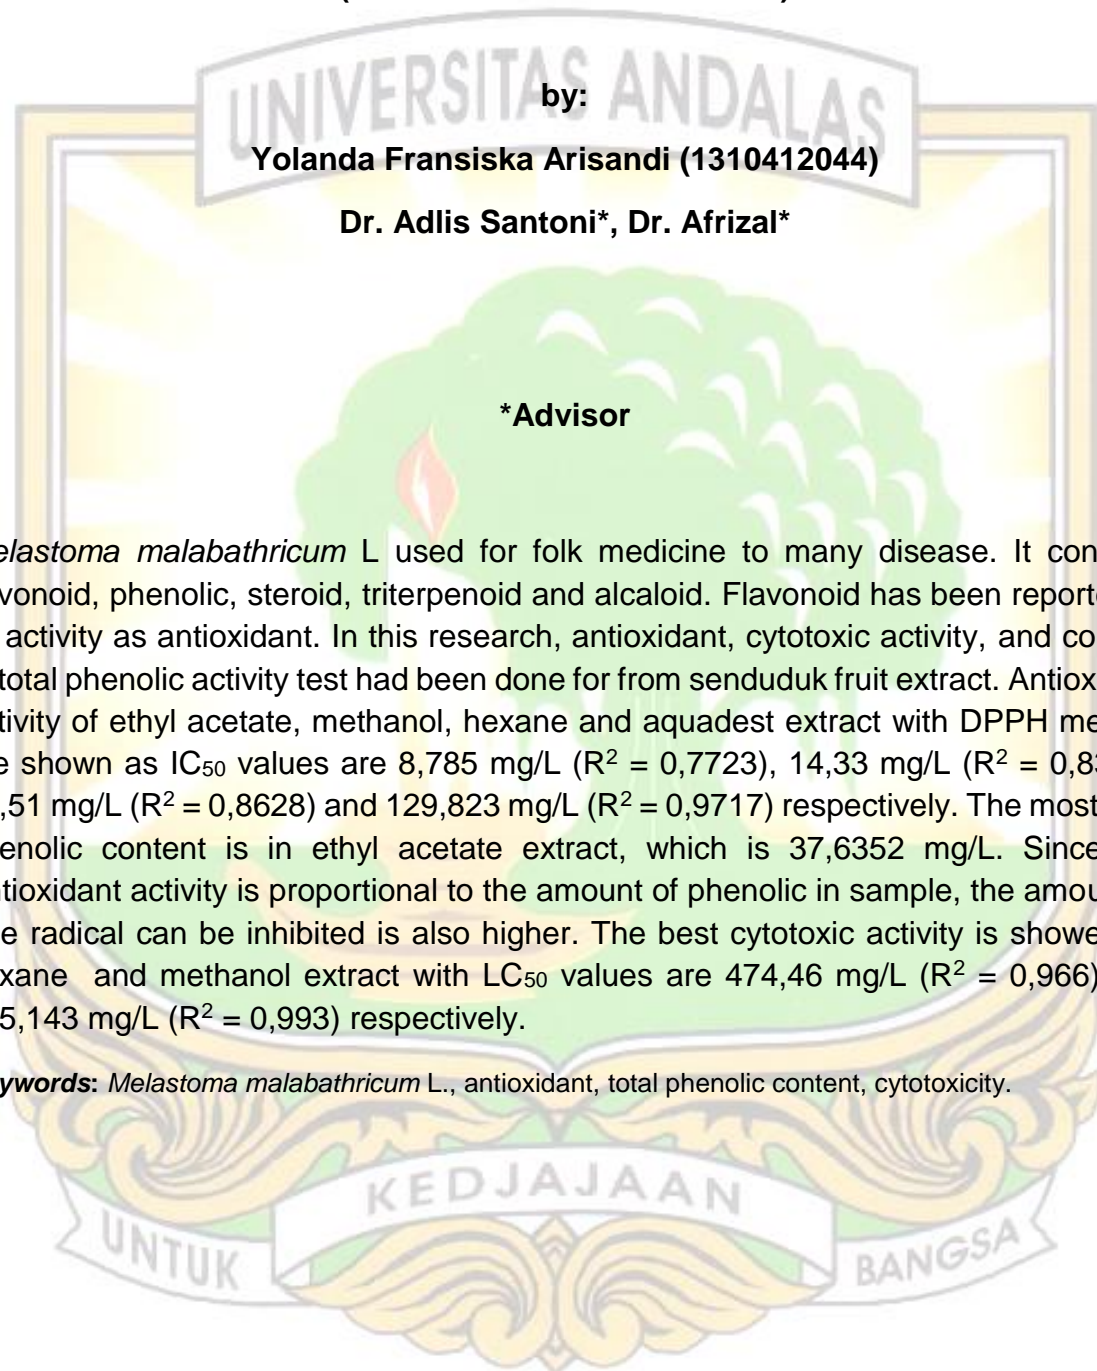 UNIVERSITAS ANDALAS
by:
Yolanda Fransiska Arisandi (1310412044)
Dr. Adlis Santoni*, Dr. Afrizal*
*Advisor
elastoma malabathricum L used for folk medicine to many disease. It con
vonoid, phenolic, steroid, triterpenoid and alcaloid. Flavonoid has been reporte
activity as antioxidant. In this research, antioxidant, cytotoxic activity, and co
total phenolic activity test had been done for from senduduk fruit extract. Antiox
tivity of ethyl acetate, methanol, hexane and aquadest extract with DPPH me
e shown as IC50 values are 8,785 mg/L (R2 = 0,7723), 14,33 mg/L (R2 = 0,83
,51 mg/L (R2 = 0,8628) and 129,823 mg/L (R2 = 0,9717) respectively. The most
enolic content is in ethyl acetate extract, which is 37,6352 mg/L. Since
tioxidant activity is proportional to the amount of phenolic in sample, the amou
e radical can be inhibited is also higher. The best cytotoxic activity is showe
xane and methanol extract with LC50 values are 474,46 mg/L (R2 = 0,966)
5,143 mg/L (R2 = 0,993) respectively.
ywords: Melastoma malabathricum L., antioxidant, total phenolic content, cytotoxicity.
UNTUK KEDJAJAAN BANGSA